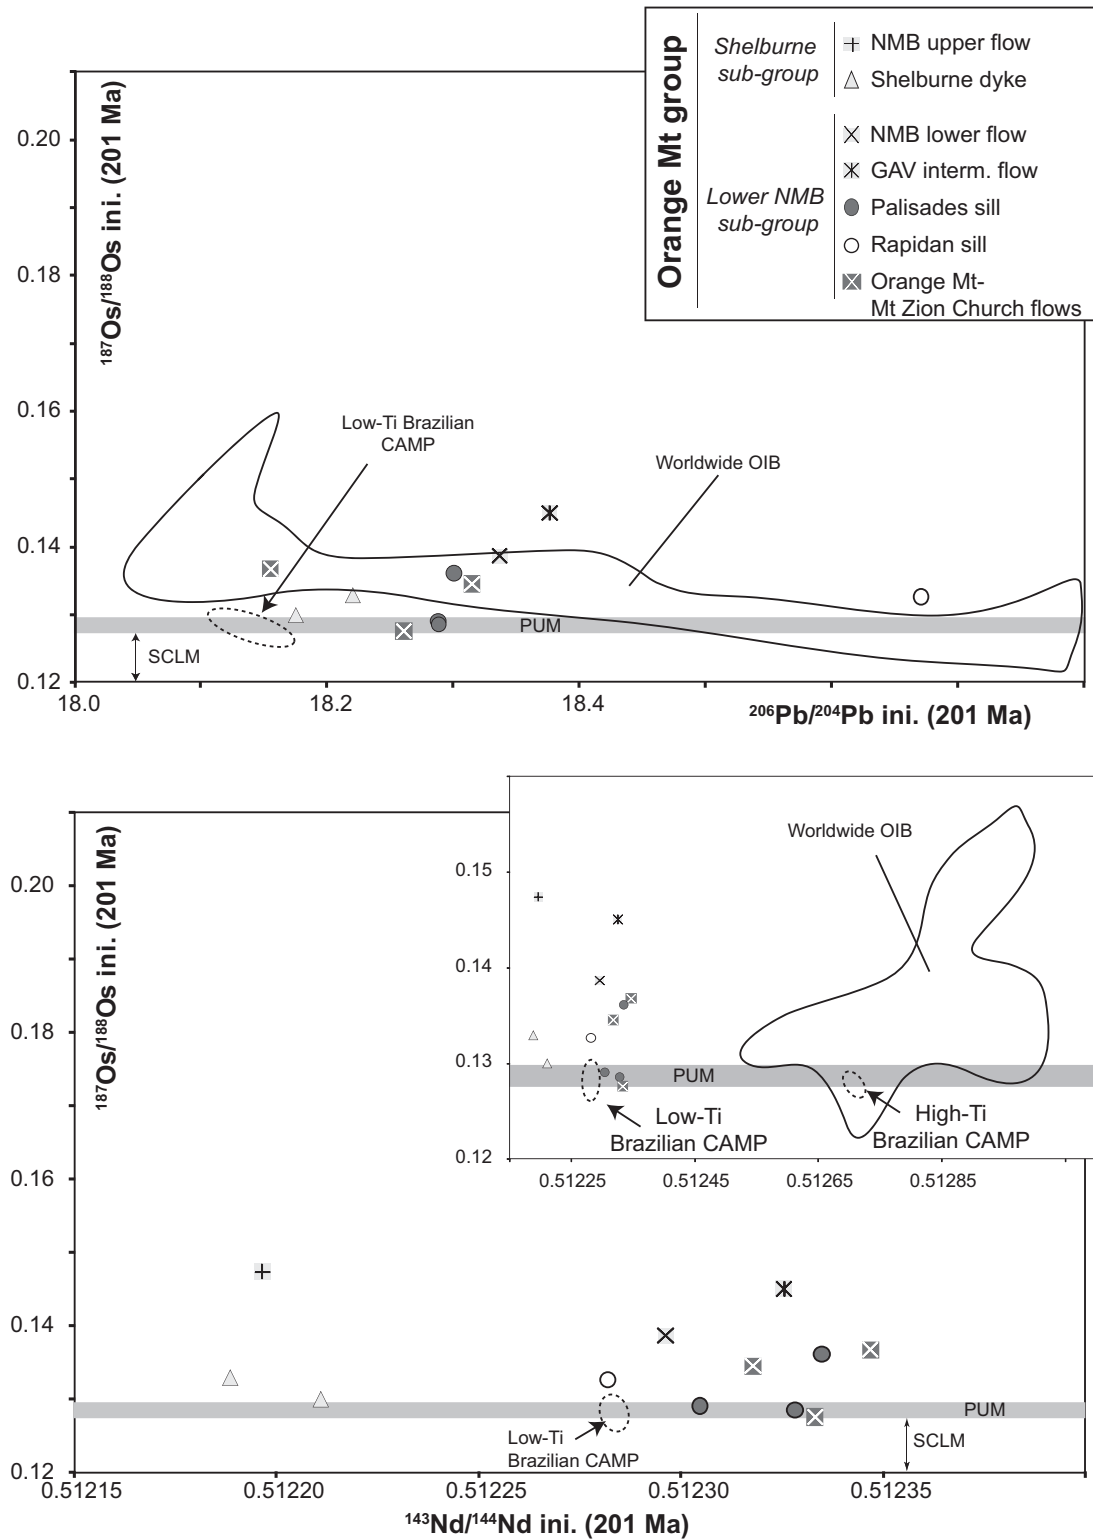 Orange Mt group
Shelburne
sub-group
NMB upper flow
Shelburne dyke
Lower NMB
sub-group
NMB lower flow
GAV interm. flow
Palisades sill
Rapidan sill
Orange Mt-
Mt Zion Church flows
187Os/188Os ini. (201 Ma)
0.20
0.18
0.16
0.14
0.12
Low-Ti Brazilian
CAMP
Worldwide OIB
PUM
SCLM
18.0
18.2
18.4
206Pb/204Pb ini. (201 Ma)
187Os/188Os ini. (201 Ma)
0.20
0.18
0.16
0.14
0.12
0.15
0.14
0.13
0.12
Worldwide OIB
PUM
Low-Ti
Brazilian CAMP
High-Ti
Brazilian CAMP
0.51225
0.51245
0.51265
0.51285
Low-Ti
Brazilian CAMP
PUM
SCLM
0.51215
0.51220
0.51225
0.51230
0.51235
143Nd/144Nd ini. (201 Ma)